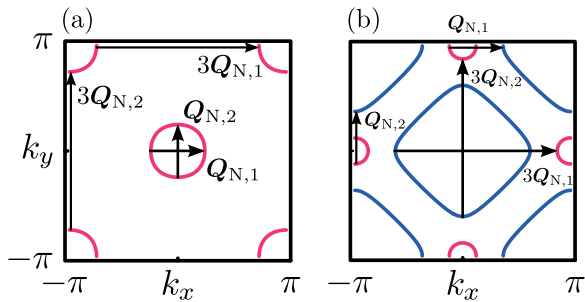 (a)
(b)
π
3Q_{N,1}
3Q_{N,2}
Q_{N,2}
Q_{N,1}
k_y
−π
−π
k_x
π
Q_{N,1}
3Q_{N,2}
Q_{N,2}
3Q_{N,1}
−π
k_x
π